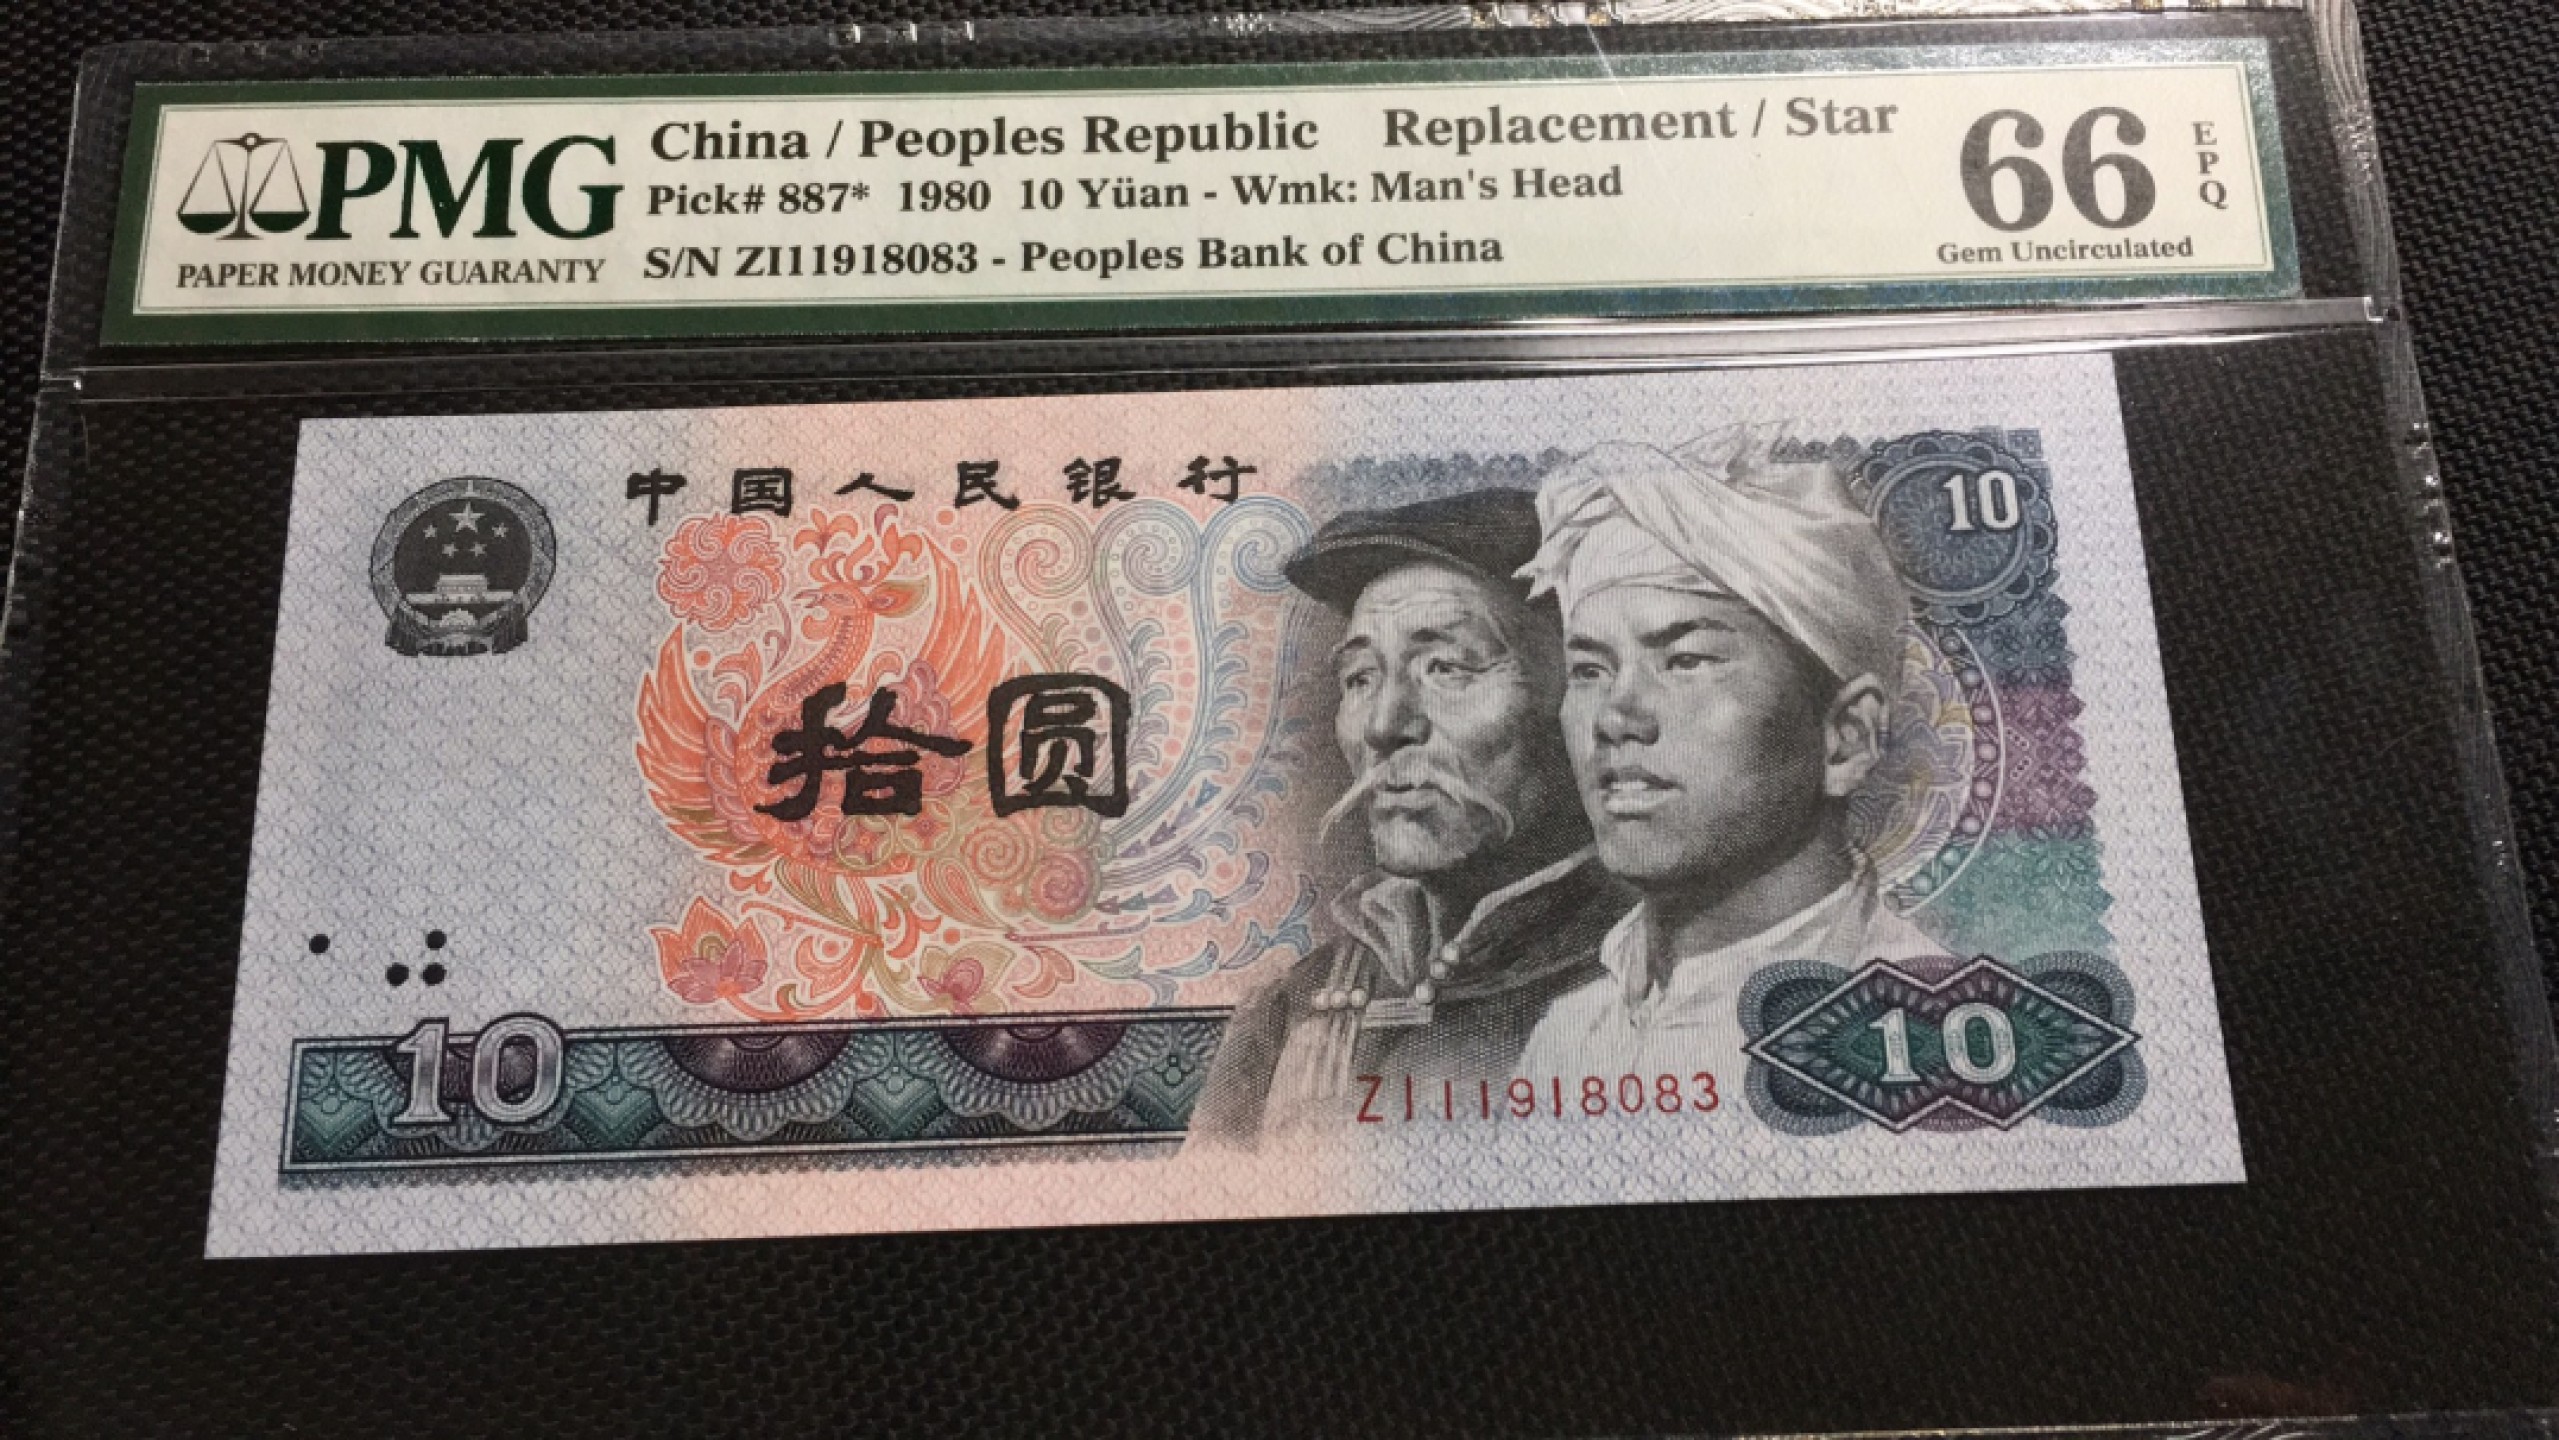 PMG
PAPER MONEY GUARANTY
China / Peoples Republic Replacement / Star
Pick# 887* 1980 10 Yüan - Wmk: Man's Head
S/N ZI11918083 - Peoples Bank of China
66
EPQ
Gem Uncirculated
中国人民银行
10
拾圆
10
ZI11918083
10